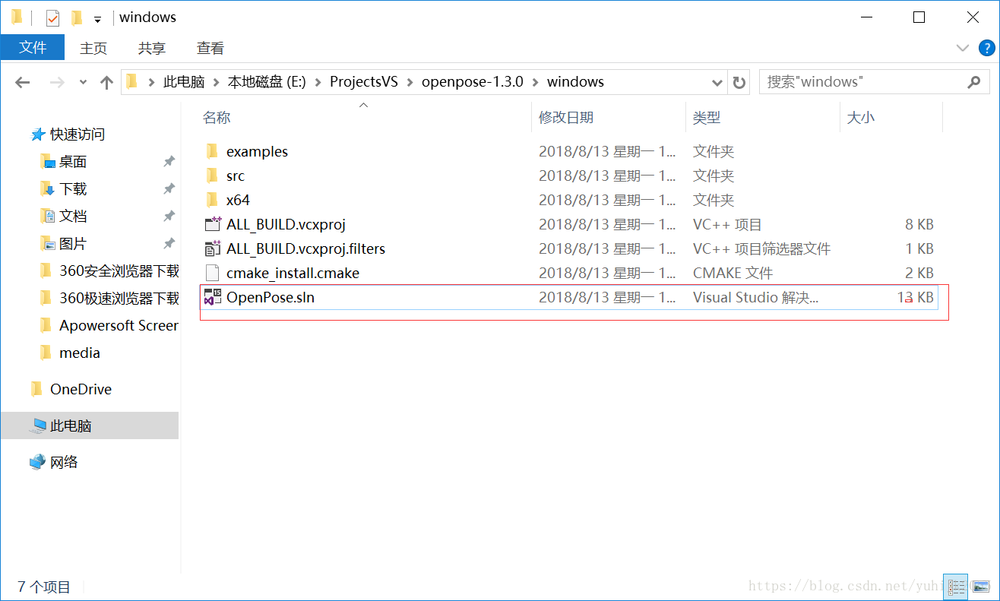 windows
文件 主页 共享 查看
此电脑 本地磁盘 (E:) ProjectsVS openpose-1.3.0 windows 搜索"windows"
名称 修改日期 类型 大小
快速访问
桌面
下载
文档
图片
360安全浏览器下载
360极速浏览器下载
Apowersoft Screer
media
OneDrive
此电脑
网络
examples 2018/8/13 星期一 1... 文件夹
src 2018/8/13 星期一 1... 文件夹
x64 2018/8/13 星期一 1... 文件夹
ALL_BUILD.vcxproj 2018/8/13 星期一 1... VC++ 项目 8 KB
ALL_BUILD.vcxproj.filters 2018/8/13 星期一 1... VC++ 项目筛选器文件 1 KB
cmake_install.cmake 2018/8/13 星期一 1... CMAKE 文件 2 KB
OpenPose.sln 2018/8/13 星期一 1... Visual Studio 解决... 13 KB
7 个项目